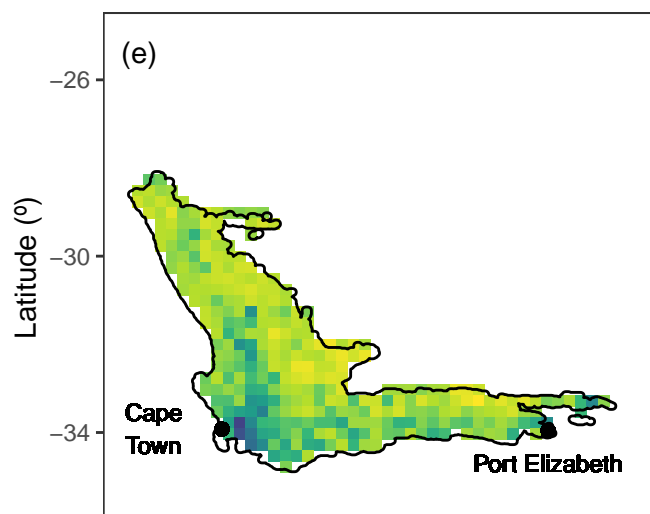 (e)
−26
−30
−34
Latitude (º)
Cape
Town
Port Elizabeth